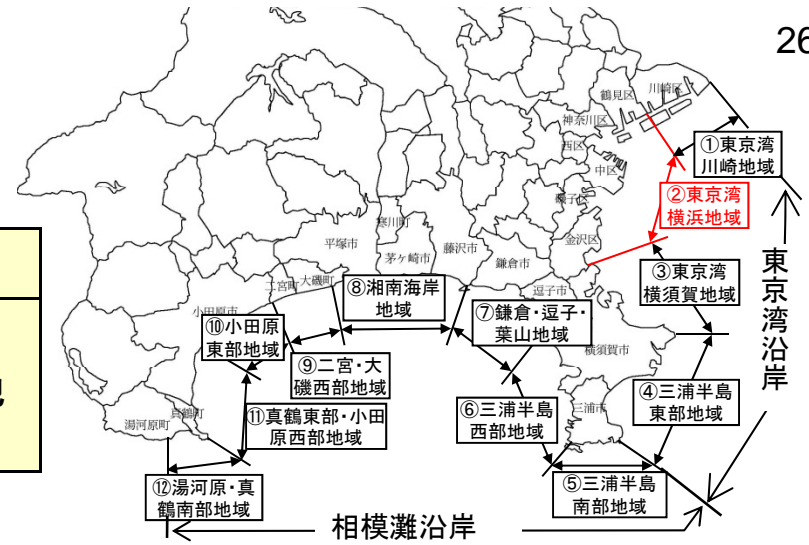 26
鶴見区
川崎区
神奈川区
西区
中区
磯子区
金沢区
①東京湾
川崎地域
②東京湾
横浜地域
③東京湾
横須賀地域
東京湾沿岸
寒川町
平塚市
茅ヶ崎市
藤沢市
鎌倉市
逗子市
大磯町
二宮町
小田原市
⑧湘南海岸
地域
⑦鎌倉・逗子・
葉山地域
⑩小田原
東部地域
⑨二宮・大
磯西部地域
横須賀市
④三浦半島
東部地域
⑥三浦半島
西部地域
三浦市
真鶴町
湯河原町
⑪真鶴東部・小田
原西部地域
⑫湯河原・真
鶴南部地域
⑤三浦半島
南部地域
相模灘沿岸